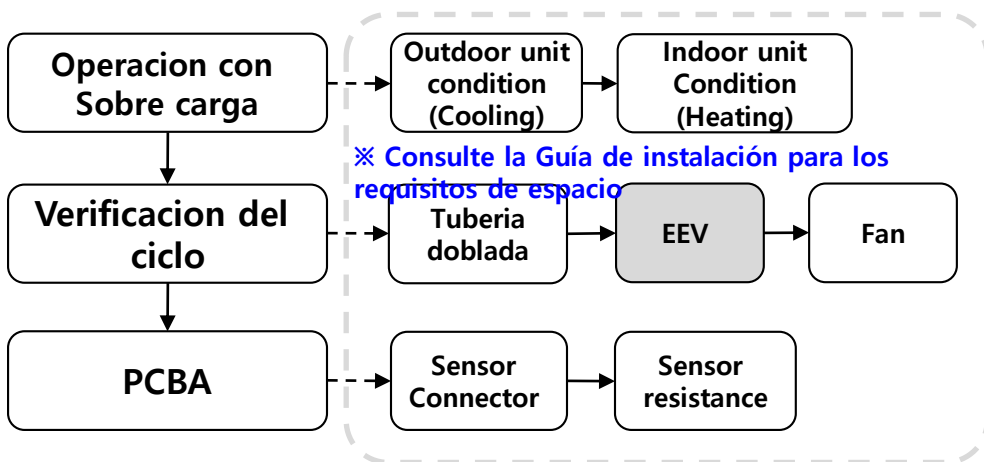 Operacion con
Sobre carga
Outdoor unit
condition
(Cooling)
Indoor unit
Condition
(Heating)
※ Consulte la Guía de instalación para los
requisitos de espacio
Verificacion del
ciclo
Tuberia
doblada
EEV
Fan
PCBA
Sensor
Connector
Sensor
resistance